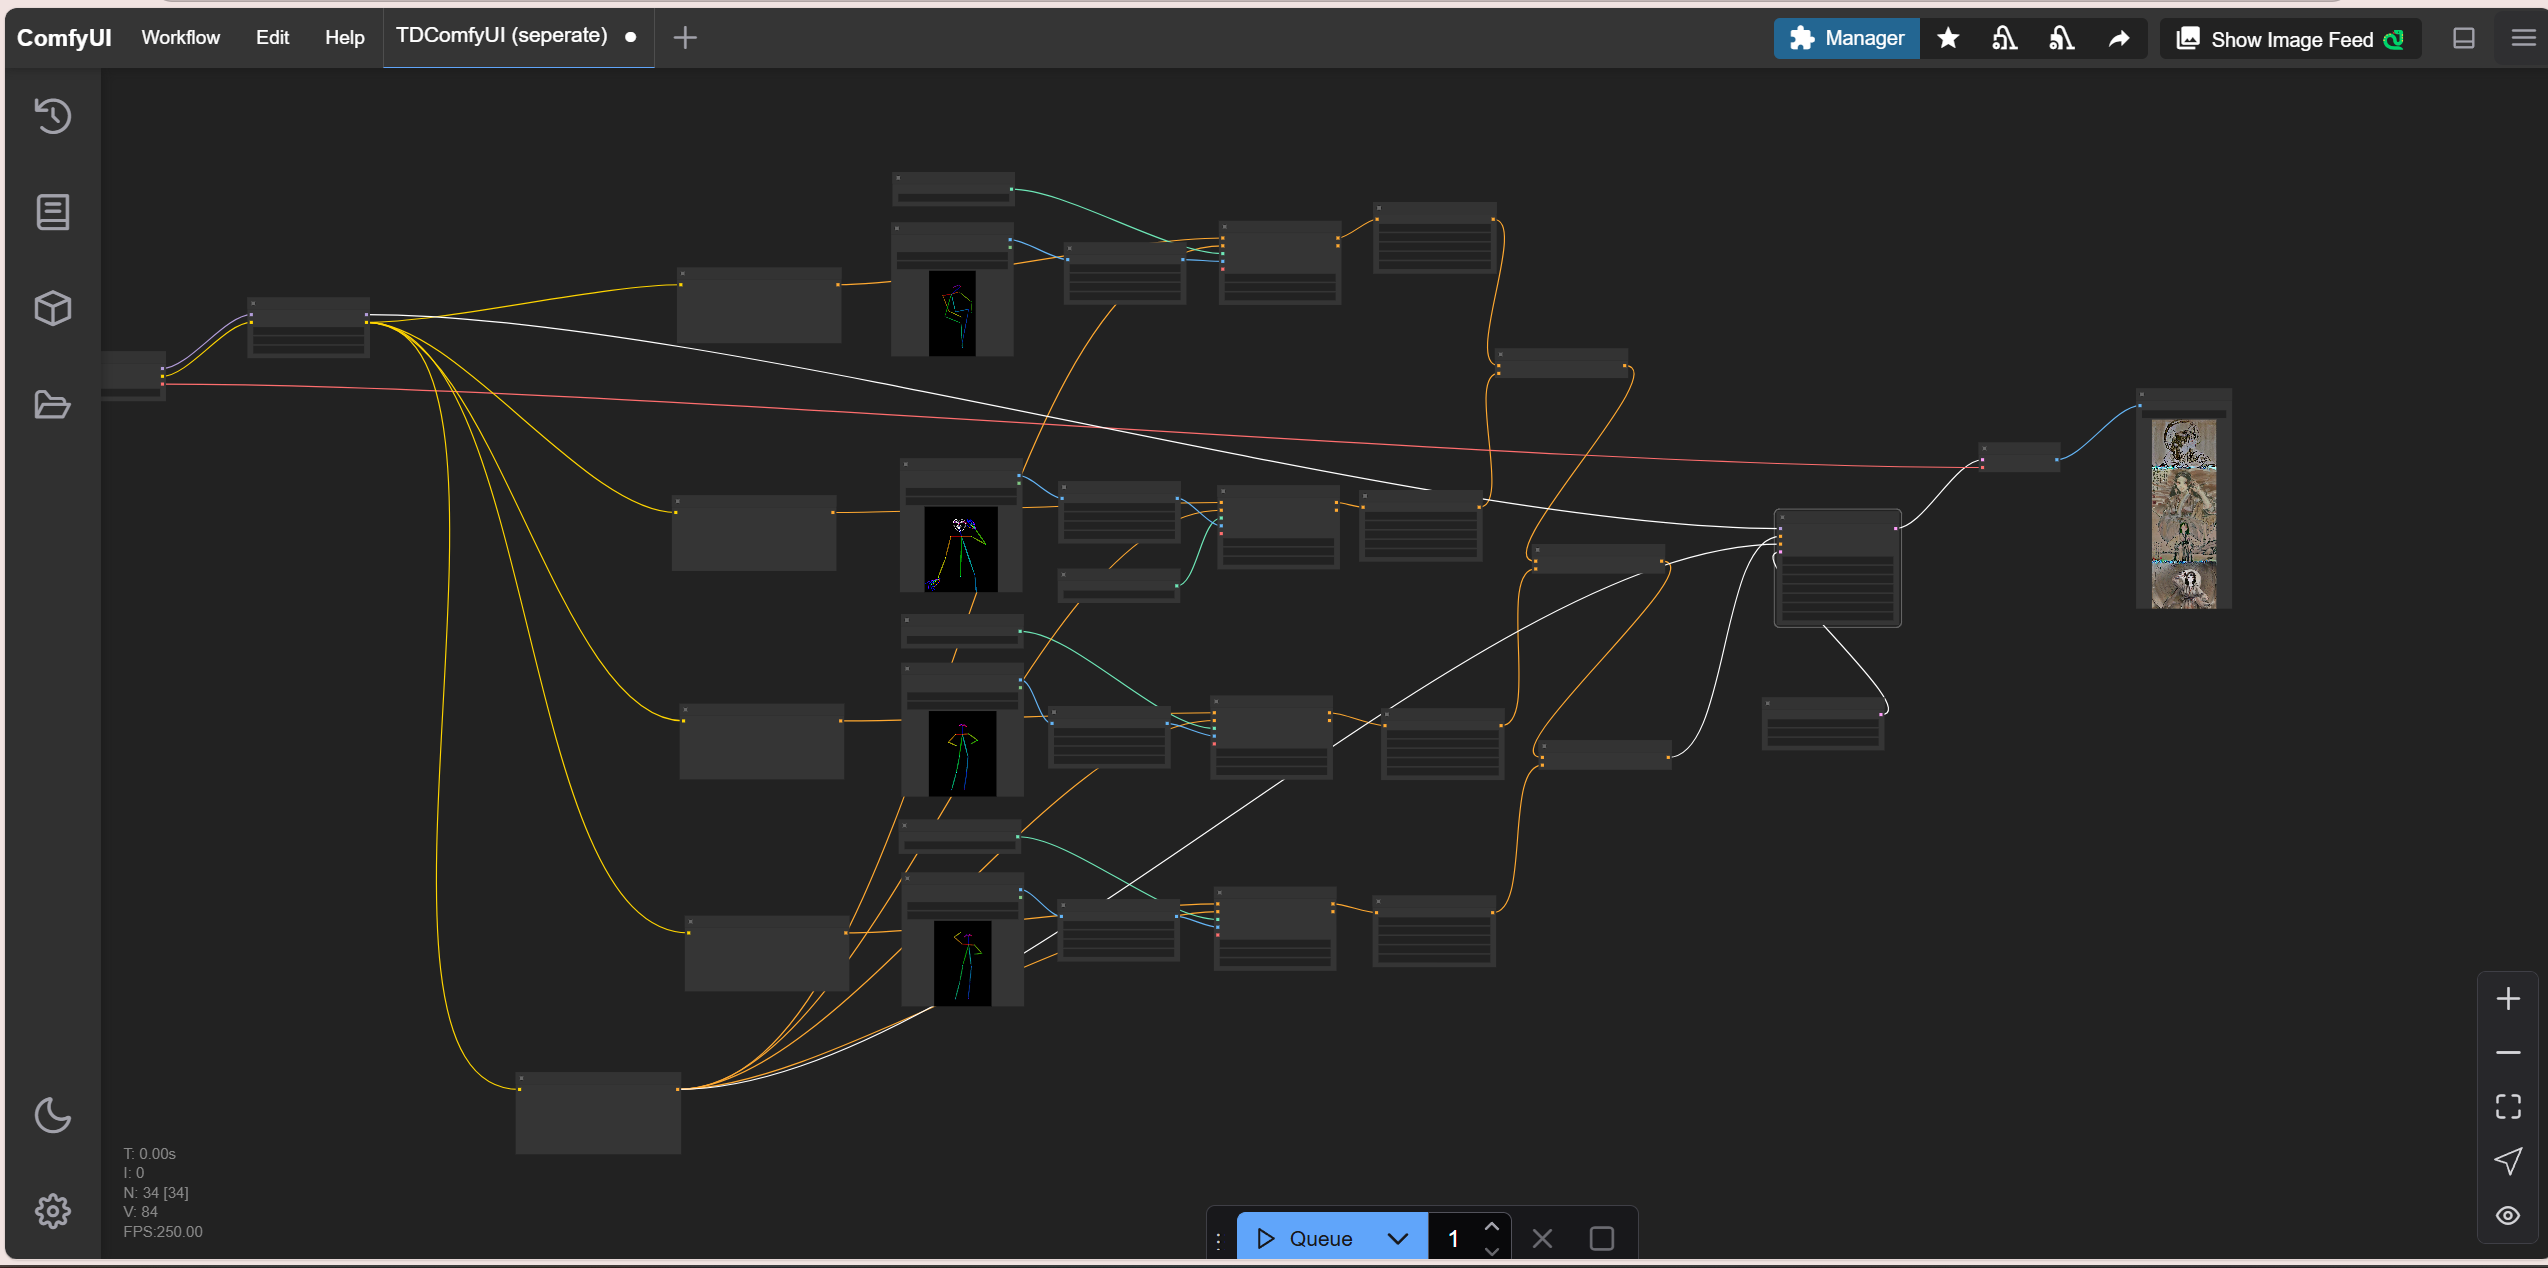 ComfyUI
Workflow
Edit
Help
TDComfyUI (seperate)
Manager
Show Image Feed
T: 0.00s
I: 0
N: 34 [34]
V: 84
FPS:250.00
Queue
1